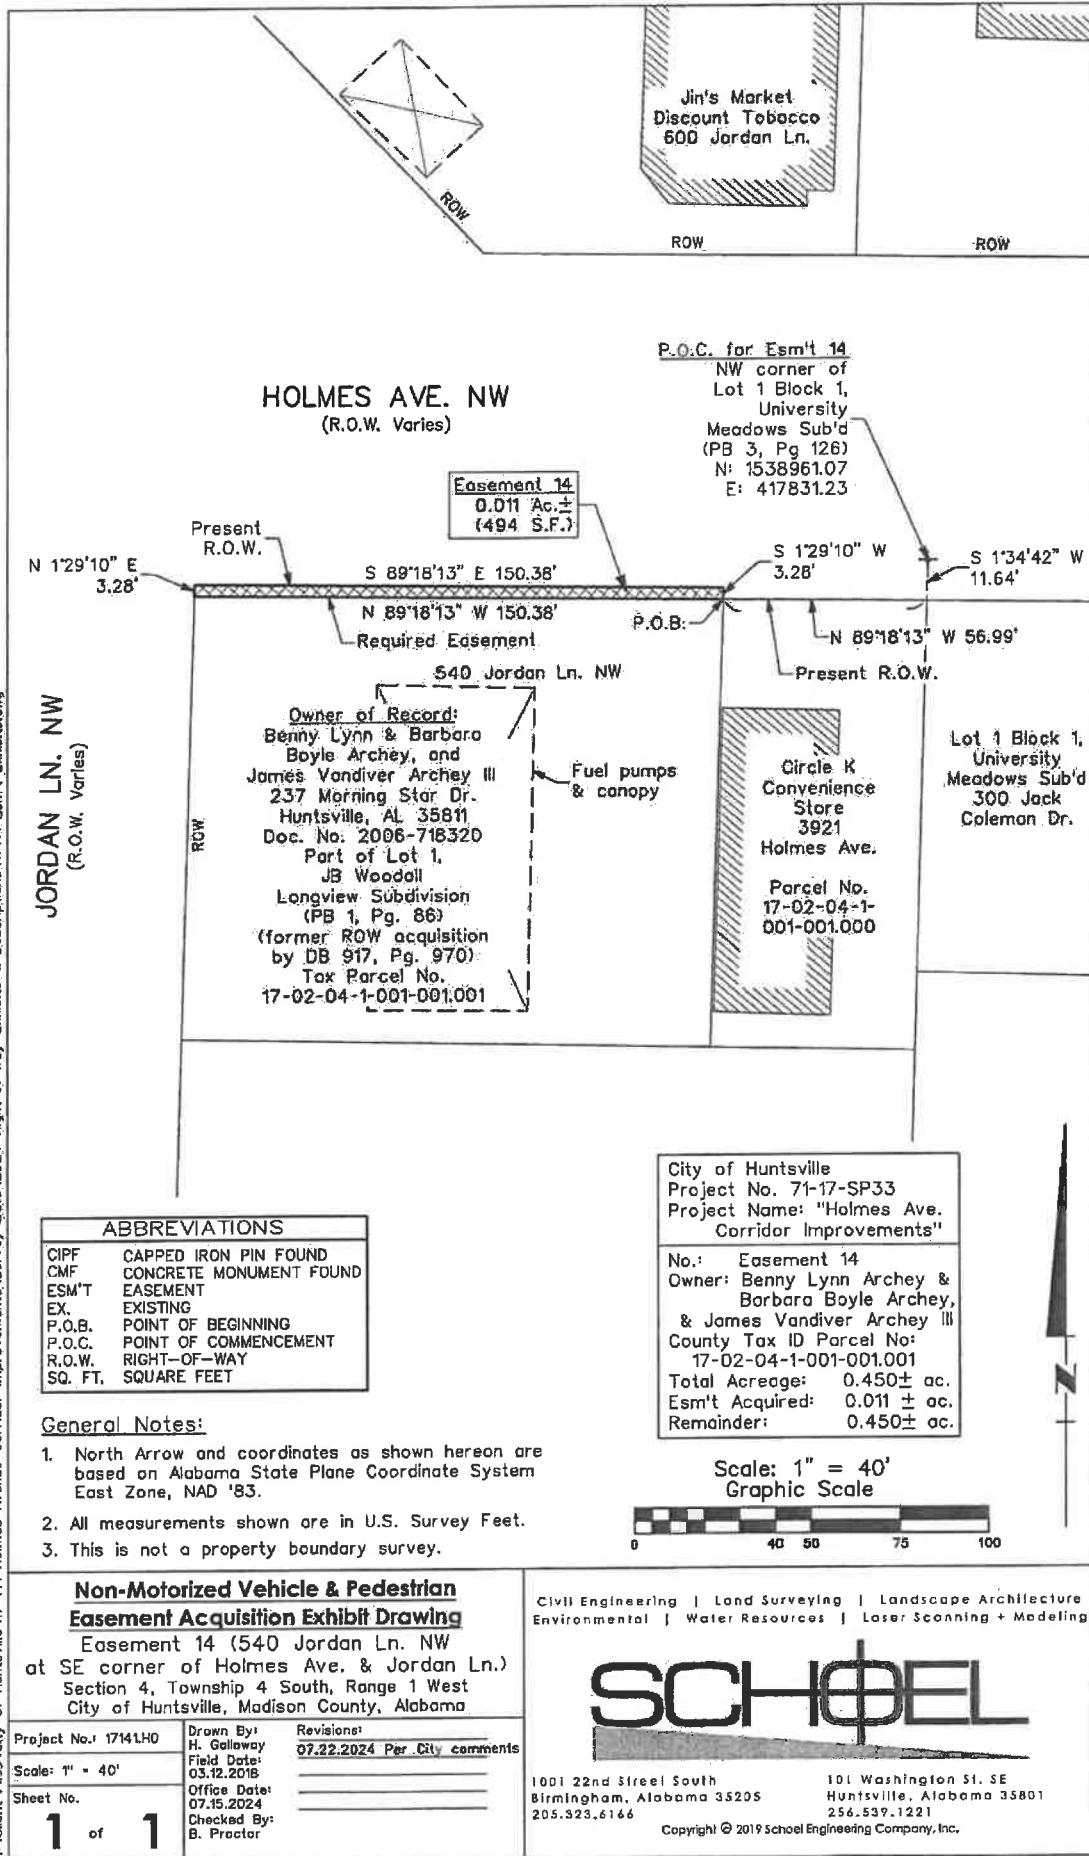 Jin's Market
Discount Tobacco
600 Jordan Ln.
ROW
ROW
ROW
HOLMES AVE. NW
(R.O.W. Varies)
P.O.C. for Esm't 14
NW corner of
Lot 1 Block 1,
University
Meadows Sub'd
(PB 3, Pg 126)
N: 1538961.07
E: 417831.23
Easement 14
0.011 Ac.±
(494 S.F.)
Present
R.O.W.
N 1°29'10" E
3.28'
S 89°18'13" E 150.38'
S 1°29'10" W
3.28'
S 1°34'42" W
11.64'
N 89°18'13" W 150.38'
P.O.B.
N 89°18'13" W 56.99'
Required Easement
Present R.O.W.
540 Jordan Ln. NW
JORDAN LN. NW
(R.O.W. Varies)
ROW
Owner of Record:
Benny Lynn & Barbara
Boyle Archey, and
James Vandiver Archey III
237 Morning Star Dr.
Huntsville, AL 35811
Doc. No. 2006-718320
Part of Lot 1,
JB Woodall
Longview Subdivision
(PB 1, Pg. 86)
(former ROW acquisition
by DB 917, Pg. 970)
Tax Parcel No.
17-02-04-1-001-001.001
Fuel pumps
& canopy
Circle K
Convenience
Store
3921
Holmes Ave.
Parcel No.
17-02-04-1-
001-001.000
Lot 1 Block 1,
University
Meadows Sub'd
300 Jack
Coleman Dr.
ABBREVIATIONS
CIPF CAPPED IRON PIN FOUND
CMF CONCRETE MONUMENT FOUND
ESM'T EASEMENT
EX. EXISTING
P.O.B. POINT OF BEGINNING
P.O.C. POINT OF COMMENCEMENT
R.O.W. RIGHT-OF-WAY
SQ. FT. SQUARE FEET
City of Huntsville
Project No. 71-17-SP33
Project Name: "Holmes Ave.
Corridor Improvements"
No.: Easement 14
Owner: Benny Lynn Archey &
Barbara Boyle Archey,
& James Vandiver Archey III
County Tax ID Parcel No:
17-02-04-1-001-001.001
Total Acreage: 0.450± ac.
Esm't Acquired: 0.011 ± ac.
Remainder: 0.450± ac.
N
General Notes:
1. North Arrow and coordinates as shown hereon are
based on Alabama State Plane Coordinate System
East Zone, NAD '83.
2. All measurements shown are in U.S. Survey Feet.
3. This is not a property boundary survey.
Scale: 1" = 40'
Graphic Scale
0 40 50 75 100
Non-Motorized Vehicle & Pedestrian
Easement Acquisition Exhibit Drawing
Easement 14 (540 Jordan Ln. NW
at SE corner of Holmes Ave. & Jordan Ln.)
Section 4, Township 4 South, Range 1 West
City of Huntsville, Madison County, Alabama
Project No.: 17141.HO
Scale: 1" = 40'
Sheet No.
1 of 1
Drawn By:
H. Galloway
Field Date:
03.12.2018
Office Date:
07.15.2024
Checked By:
B. Proctor
Revisions:
07.22.2024 Per City comments
Civil Engineering | Land Surveying | Landscape Architecture
Environmental | Water Resources | Laser Scanning + Modeling
SCHOEL
1001 22nd Street South
Birmingham, Alabama 35205
205.323.6166
101 Washington St. SE
Huntsville, Alabama 35801
256.539.1221
Copyright © 2019 Schoel Engineering Company, Inc.